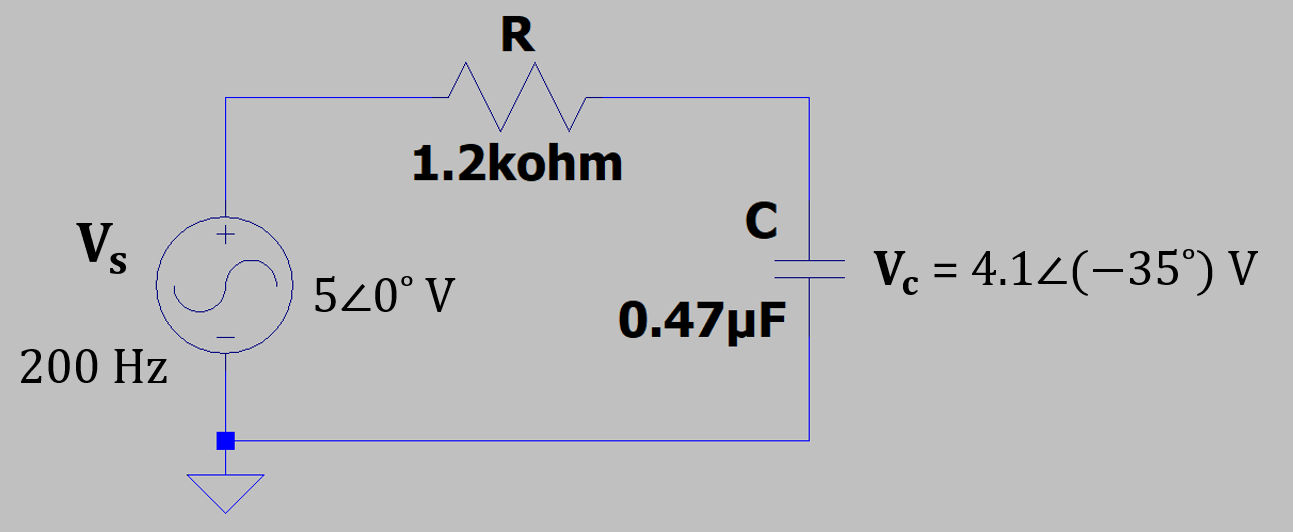 R
1.2kohm
Vs
+
5∠0° V
−
200 Hz
C
0.47µF
Vc = 4.1∠(−35°) V